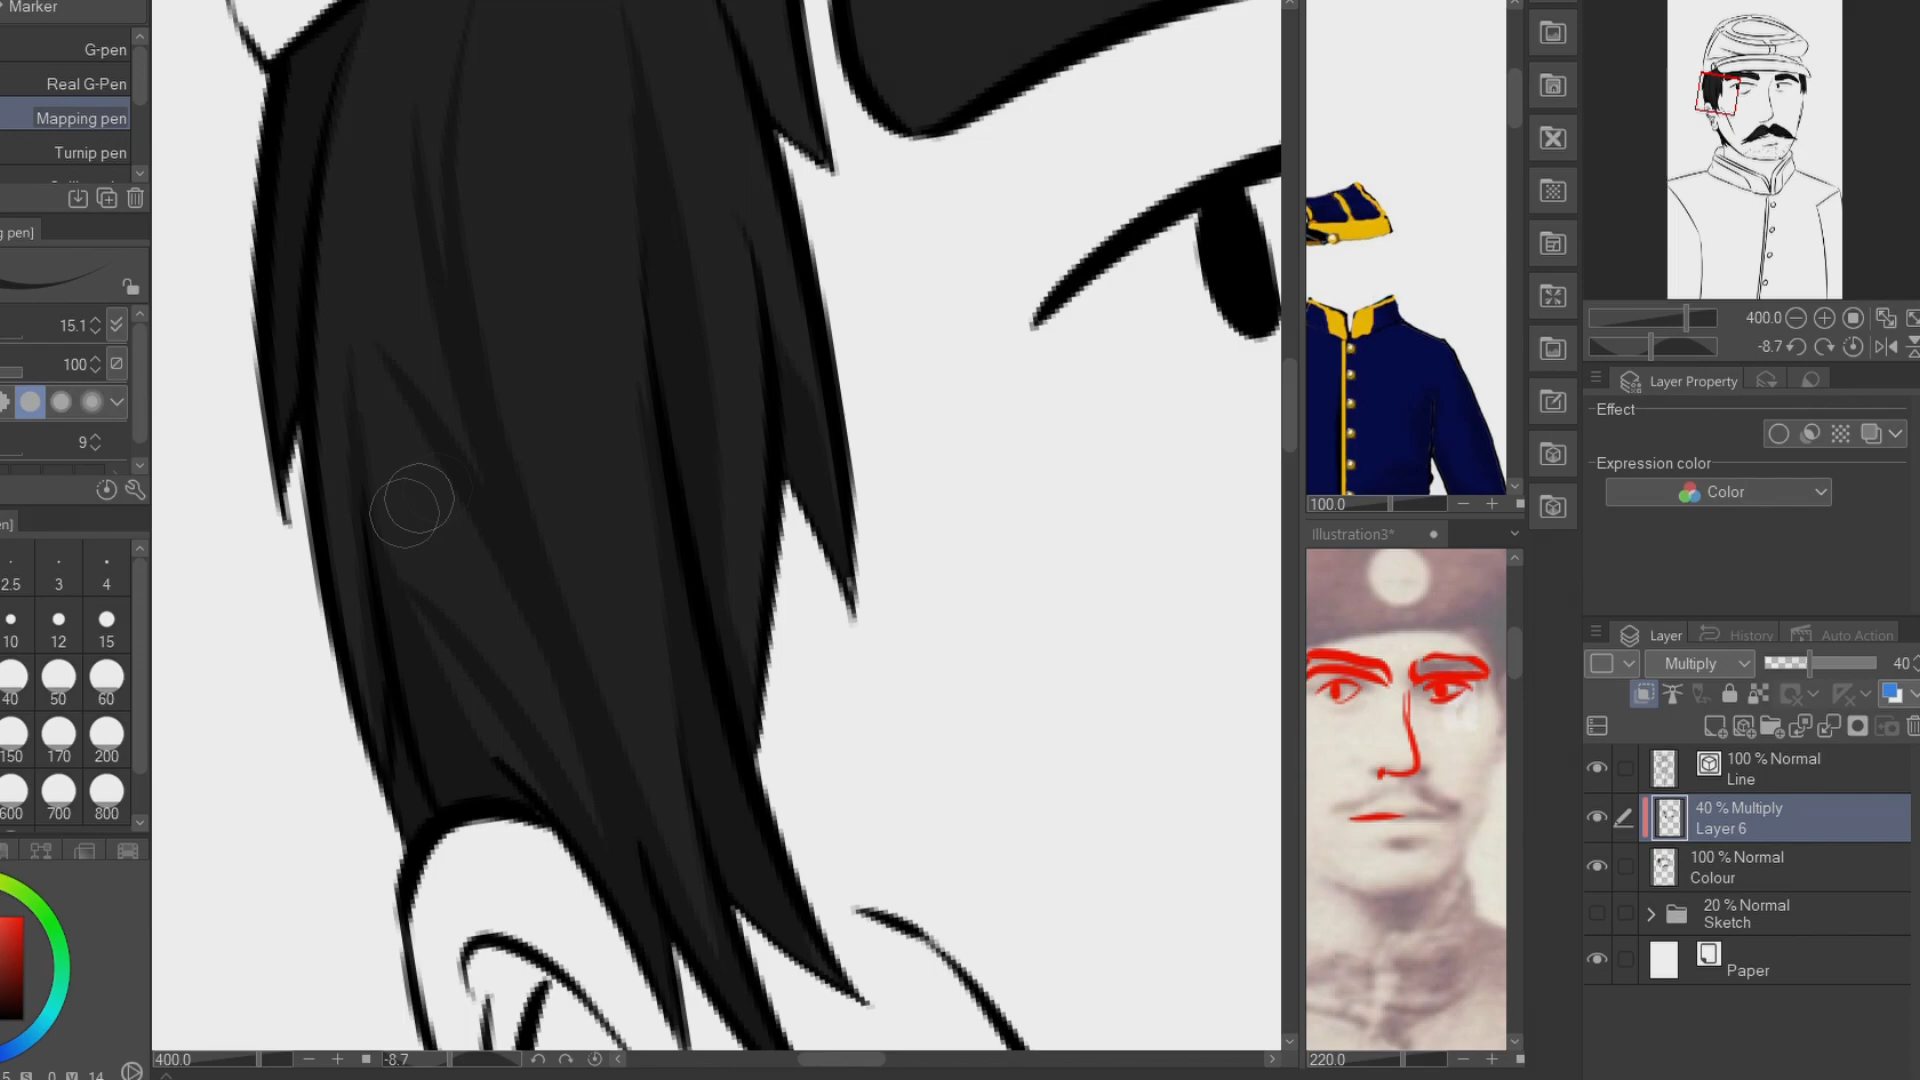 Marker
G-pen
Real G-Pen
Mapping pen
Turnip pen
g pen]
15.1
100
9
en]
2.5 3 4
10 12 15
40 50 60
150 170 200
600 700 800
400.0
-8.7
100.0
Illustration3*
220.0
400.0
-8.7
Layer Property
Effect
Expression color
Color
Layer History Auto Action
Multiply 40
100 % Normal
Line
40 % Multiply
Layer 6
100 % Normal
Colour
20 % Normal
Sketch
Paper